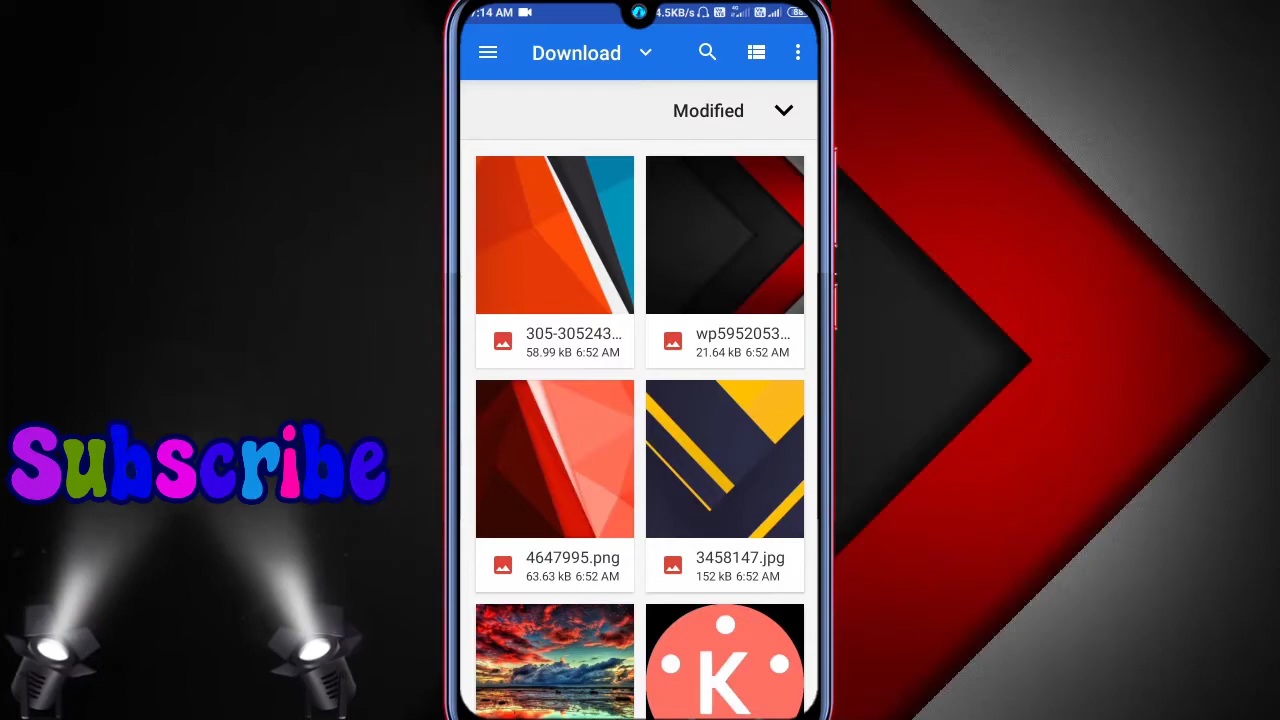 7:14 AM 4.5KB/s 4G 88
Download
Modified
305-305243...
58.99 kB 6:52 AM
wp5952053...
21.64 kB 6:52 AM
4647995.png
63.63 kB 6:52 AM
3458147.jpg
152 kB 6:52 AM
K
Subscribe